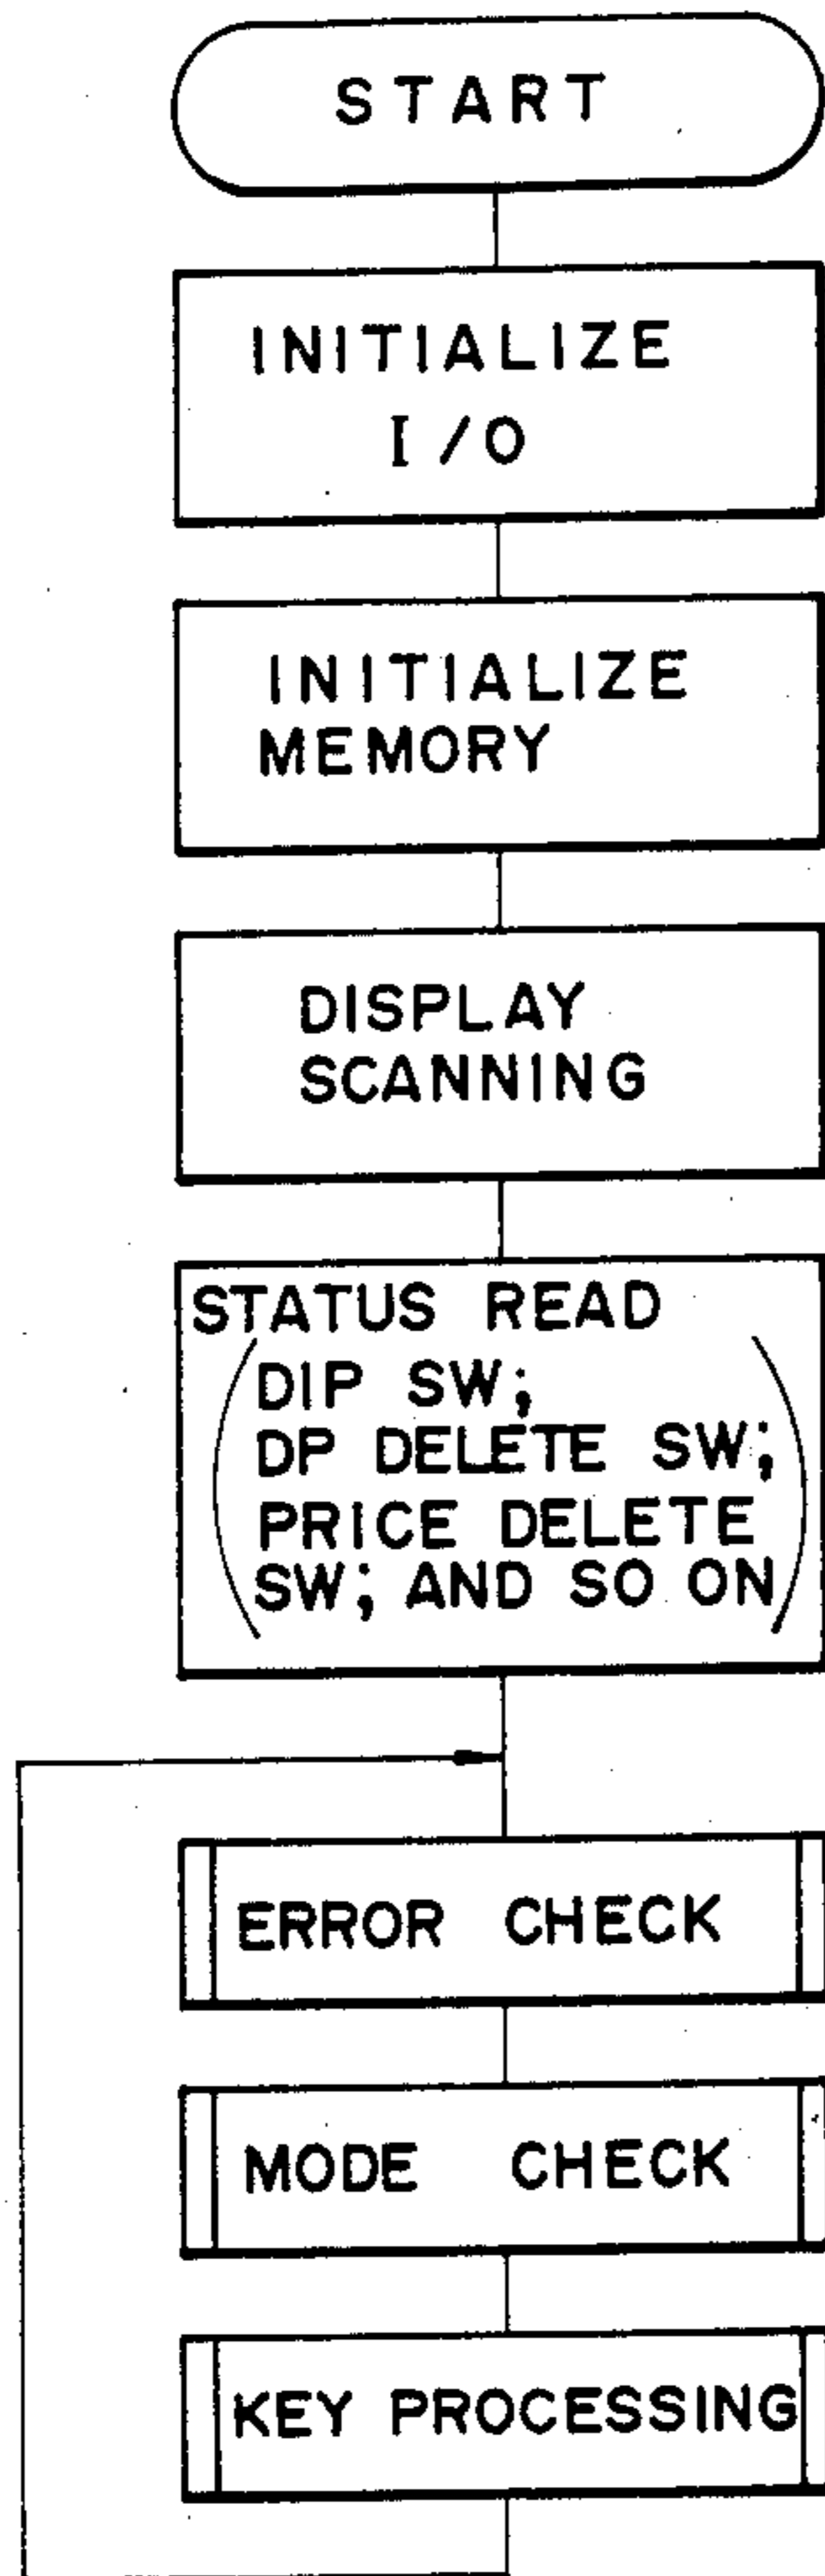 START
INITIALIZE
I/O
INITIALIZE
MEMORY
DISPLAY
SCANNING
STATUS READ
(DIP SW;
DP DELETE SW;
PRICE DELETE
SW; AND SO ON)
ERROR CHECK
MODE CHECK
KEY PROCESSING